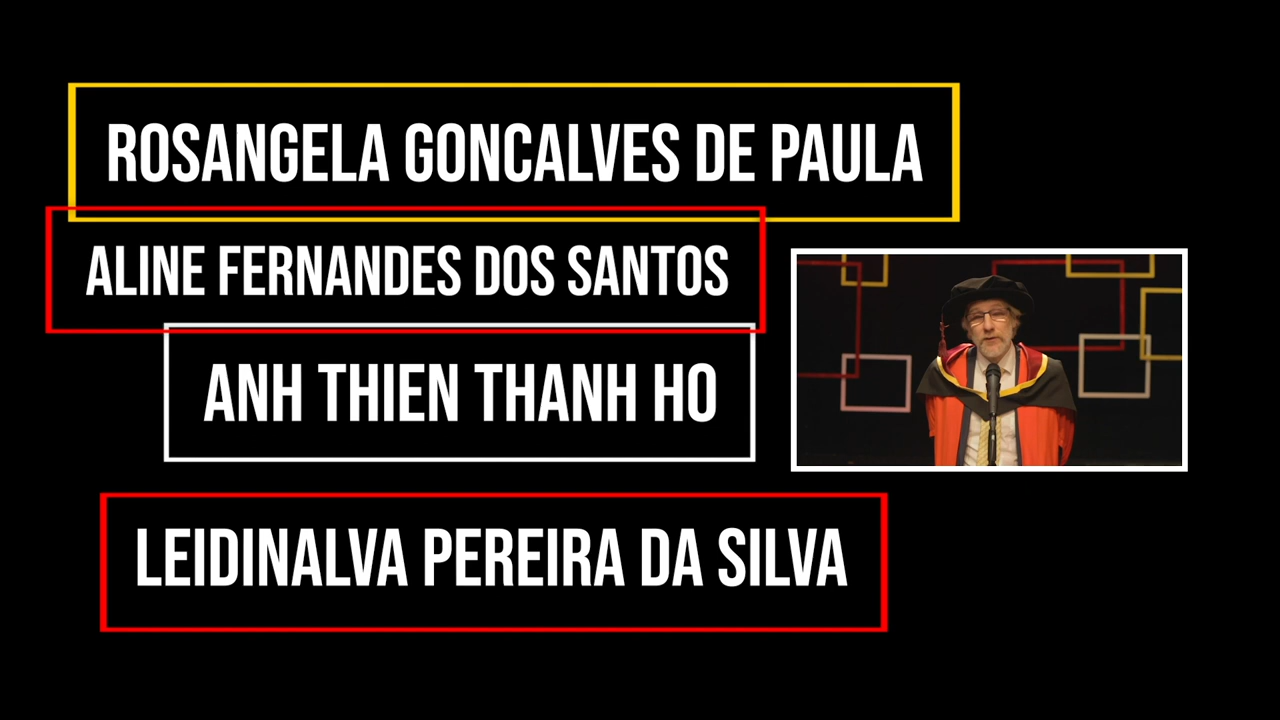 ROSANGELA GONCALVES DE PAULA
ALINE FERNANDES DOS SANTOS
ANH THIEN THANH HO
LEIDINALVA PEREIRA DA SILVA